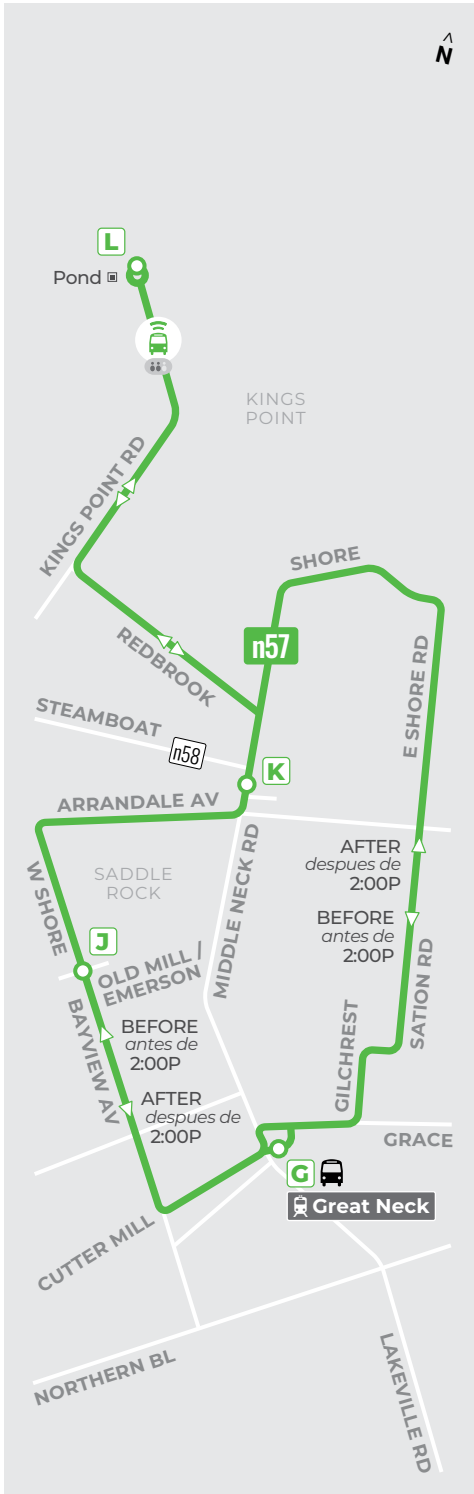 N
L
Pond
KINGS
POINT
KINGS POINT RD
SHORE
REDBROOK
n57
E SHORE RD
STEAMBOAT
n58
K
ARRANDALE AV
MIDDLE NECK RD
AFTER
despues de
2:00P
W SHORE
SADDLE
ROCK
BEFORE
antes de
2:00P
J
OLD MILL /
EMERSON
SATION RD
BAYVIEW AV
BEFORE
antes de
2:00P
GILCHREST
AFTER
despues de
2:00P
GRACE
G
Great Neck
CUTTER MILL
NORTHERN BL
LAKEVILLE RD